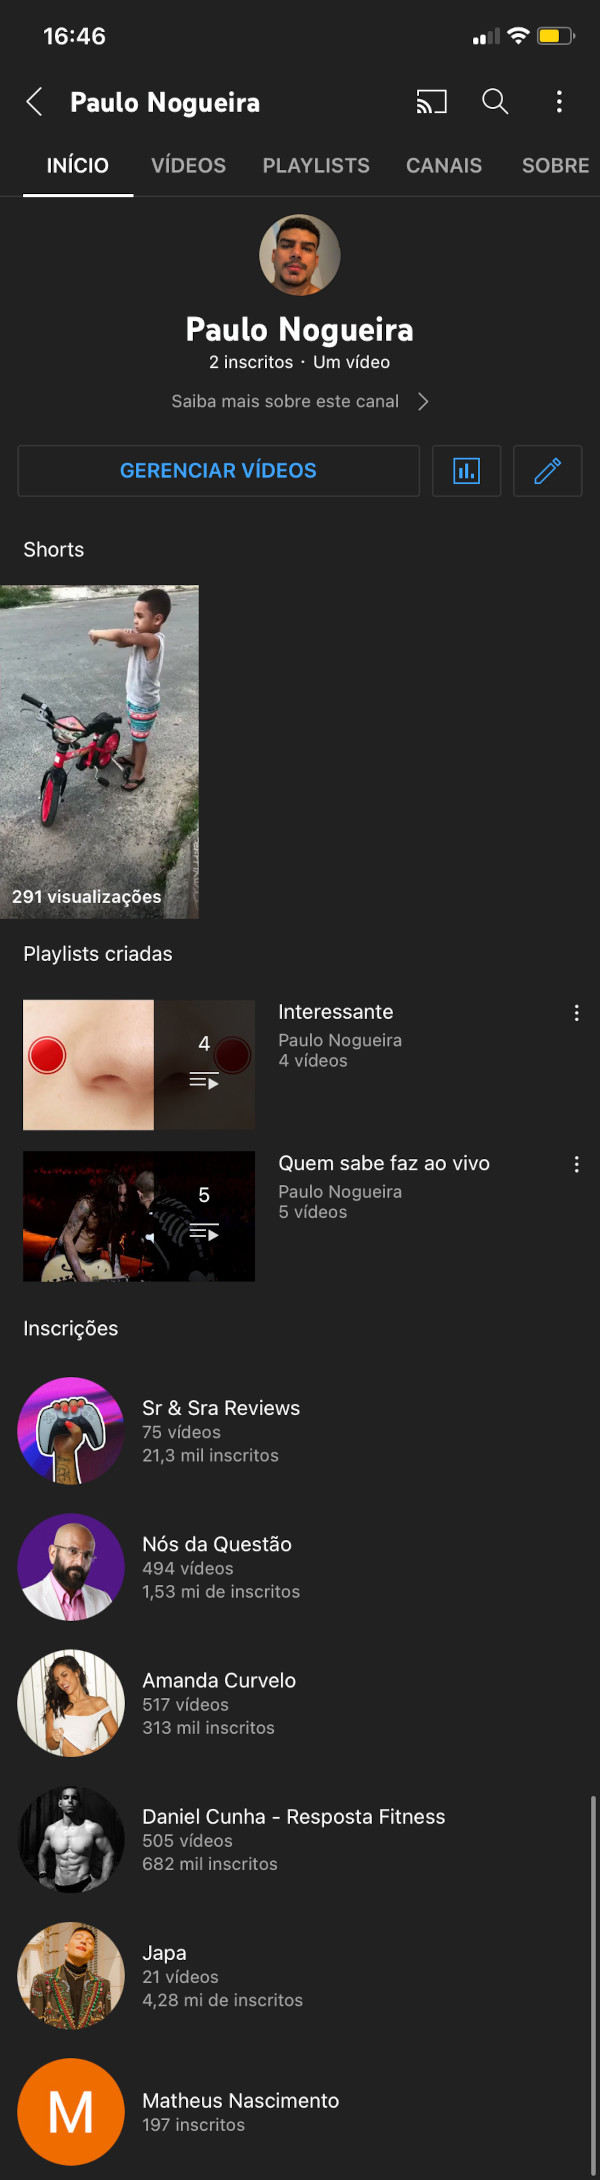 16:46
Paulo Nogueira
INÍCIO VÍDEOS PLAYLISTS CANAIS SOBRE
Paulo Nogueira
2 inscritos · Um vídeo
Saiba mais sobre este canal
GERENCIAR VÍDEOS
Shorts
291 visualizações
Playlists criadas
4
Interessante
Paulo Nogueira
4 vídeos
5
Quem sabe faz ao vivo
Paulo Nogueira
5 vídeos
Inscrições
Sr & Sra Reviews
75 vídeos
21,3 mil inscritos
Nós da Questão
494 vídeos
1,53 mi de inscritos
Amanda Curvelo
517 vídeos
313 mil inscritos
Daniel Cunha - Resposta Fitness
505 vídeos
682 mil inscritos
Japa
21 vídeos
4,28 mi de inscritos
M
Matheus Nascimento
197 inscritos